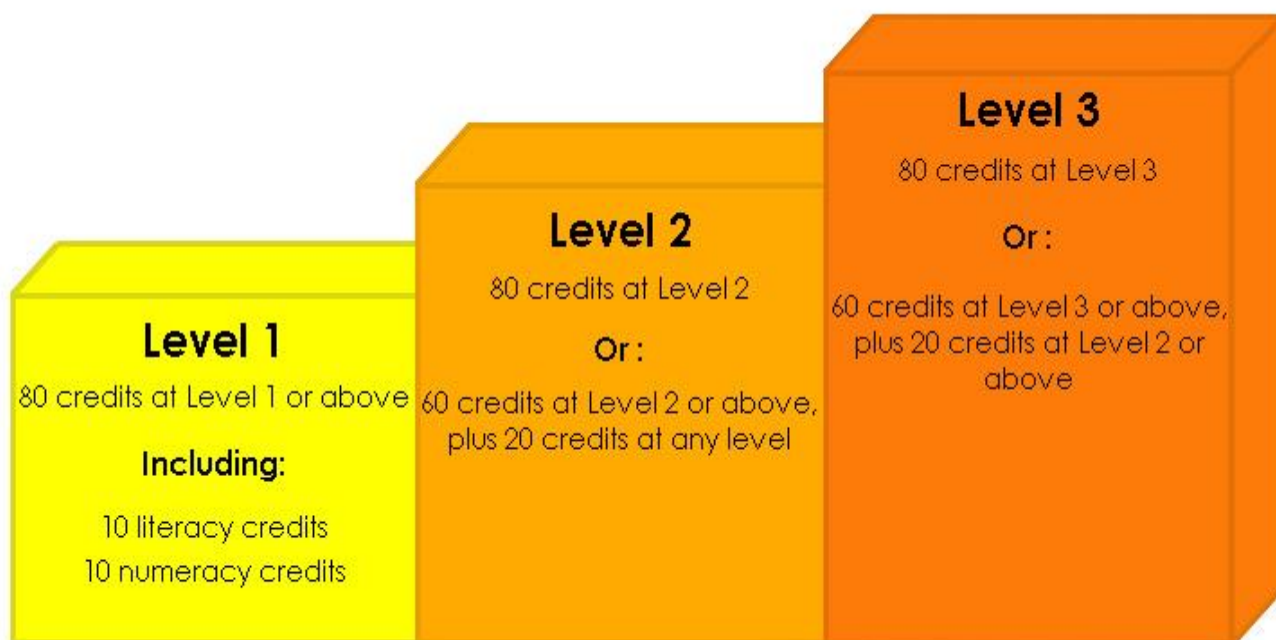 Level 1
80 credits at Level 1 or above
Including:
10 literacy credits
10 numeracy credits
Level 2
80 credits at Level 2
Or :
60 credits at Level 2 or above,
plus 20 credits at any level
Level 3
80 credits at Level 3
Or :
60 credits at Level 3 or above,
plus 20 credits at Level 2 or
above